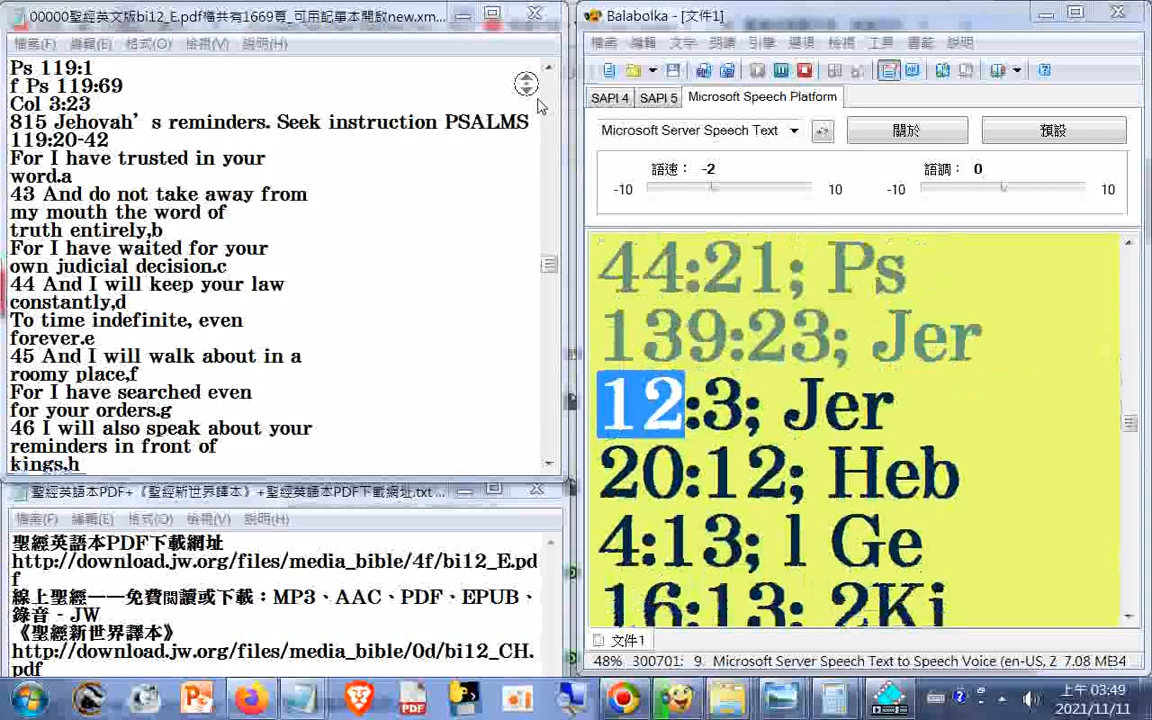 00000聖經英文版bi12_E.pdf檔共有1669頁_可用記事本開啟new.xm...
檔案(F) 編輯(E) 格式(O) 檢視(V) 說明(H)
Ps 119:1
f Ps 119:69
Col 3:23
815 Jehovah’s reminders. Seek instruction PSALMS
119:20-42
For I have trusted in your
word.a
43 And do not take away from
my mouth the word of
truth entirely,b
For I have waited for your
own judicial decision.c
44 And I will keep your law
constantly,d
To time indefinite, even
forever.e
45 And I will walk about in a
roomy place,f
For I have searched even
for your orders.g
46 I will also speak about your
reminders in front of
kings,h
聖經英語本PDF+《聖經新世界譯本》+聖經英語本PDF下載網址.txt ...
檔案(F) 編輯(E) 格式(O) 檢視(V) 說明(H)
聖經英語本PDF下載網址
http://download.jw.org/files/media_bible/4f/bi12_E.pd
f
線上聖經——免費閱讀或下載：MP3、AAC、PDF、EPUB、
錄音 - JW
《聖經新世界譯本》
http://download.jw.org/files/media_bible/0d/bi12_CH.
pdf
Balabolka - [文件1]
檔案 編輯 文字 朗讀 引擎 選項 檢視 工具 書籤 說明
SAPI 4 SAPI 5 Microsoft Speech Platform
Microsoft Server Speech Text 關於 預設
語速： -2 語調： 0
-10 10 -10 10
44:21; Ps
139:23; Jer
12:3; Jer
20:12; Heb
4:13; l Ge
16:13; 2Ki
文件1
48% 300701: 9 Microsoft Server Speech Text to Speech Voice (en-US, Z 7.08 MB34
PDF
上午 03:49
2021/11/11